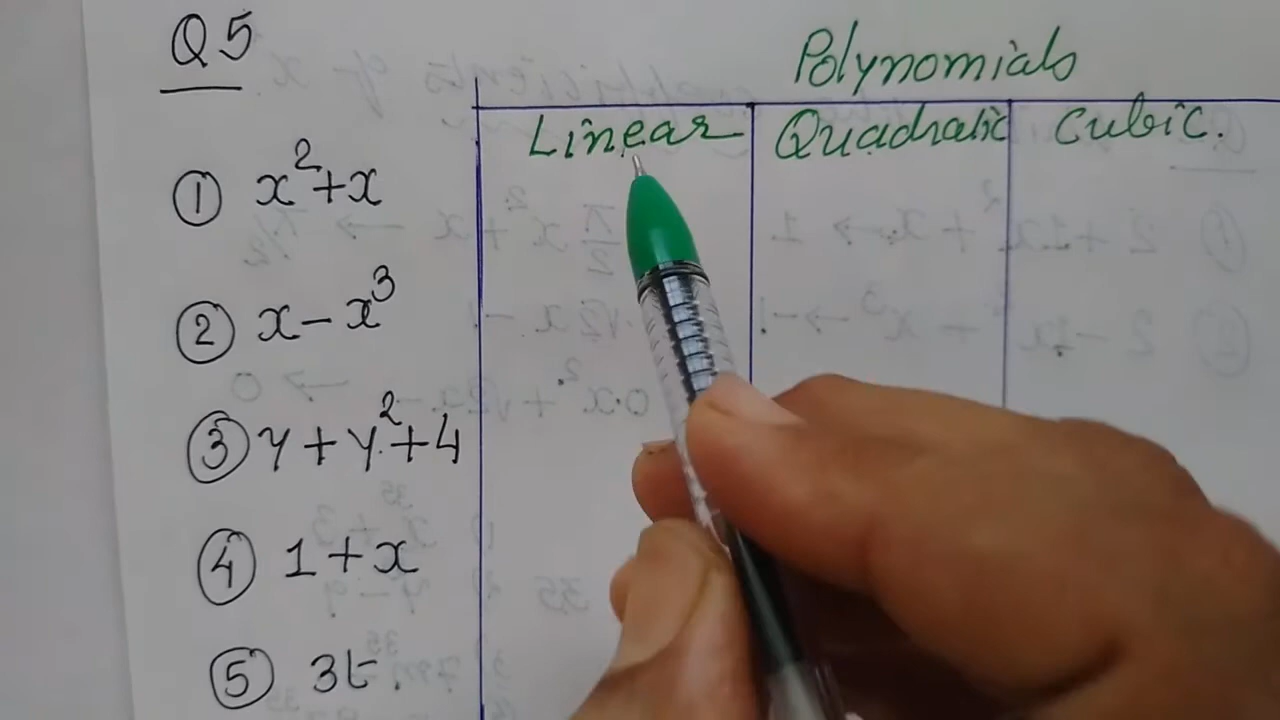 Q5
Polynomials
Linear Quadratic Cubic.
① x²+x
② x-x³
③ y+y²+4
④ 1+x
⑤ 3t.